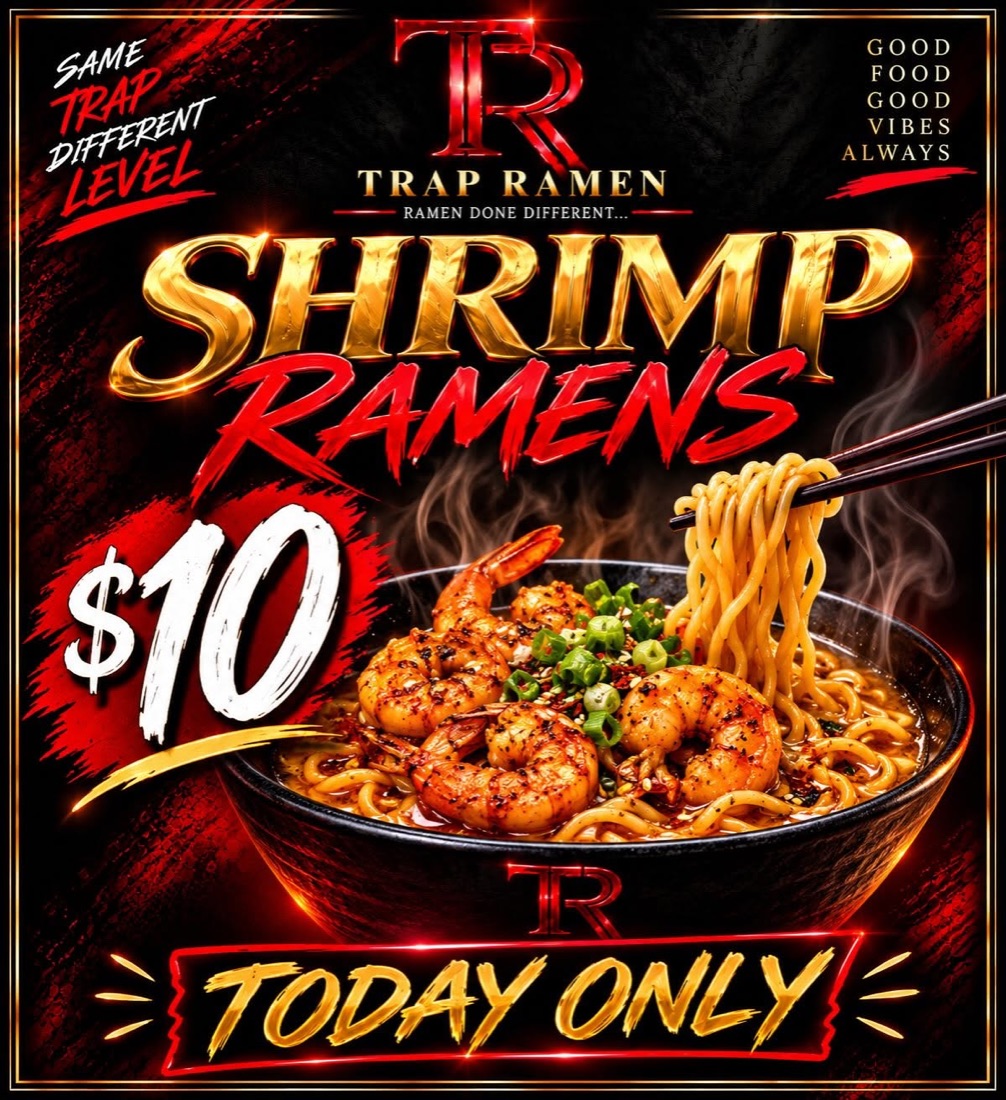 SAME
TRAP
DIFFERENT
LEVEL
TR
TRAP RAMEN
RAMEN DONE DIFFERENT...
GOOD
FOOD
GOOD
VIBES
ALWAYS
SHRIMP
RAMENS
$10
TR
TODAY ONLY